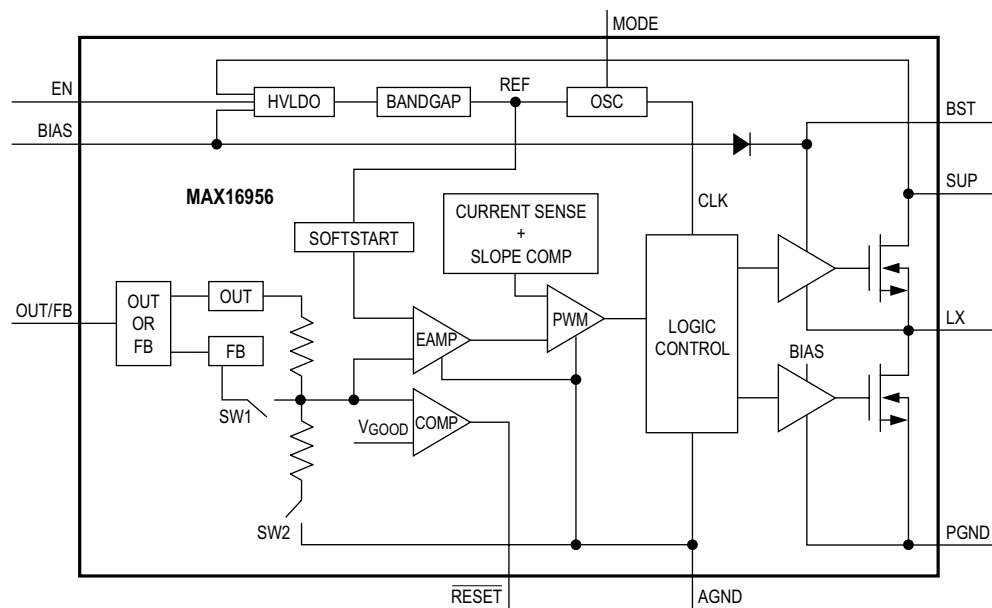 MODE
EN
HVLDO
BANDGAP
REF
OSC
BIAS
BST
MAX16956
SUP
CLK
CURRENT SENSE
+
SLOPE COMP
SOFTSTART
OUT/FB
OUT
OR
FB
OUT
FB
SW1
EAMP
PWM
LOGIC
CONTROL
LX
BIAS
VGOOD
COMP
SW2
PGND
RESET
AGND